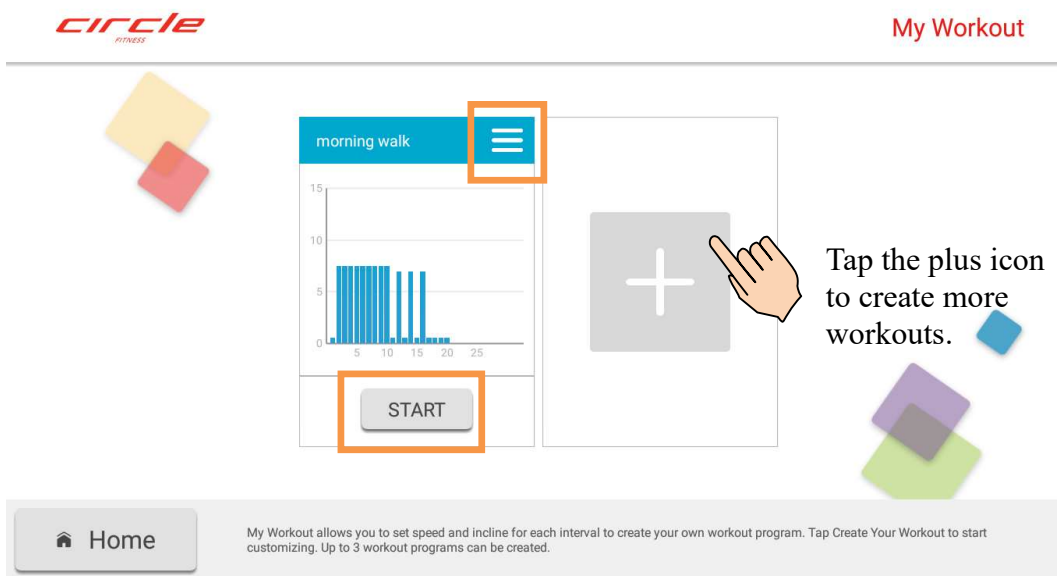 circle
FITNESS
My Workout
morning walk
15
10
5
0
5 10 15 20 25
START
Tap the plus icon
to create more
workouts.
Home
My Workout allows you to set speed and incline for each interval to create your own workout program. Tap Create Your Workout to start
customizing. Up to 3 workout programs can be created.